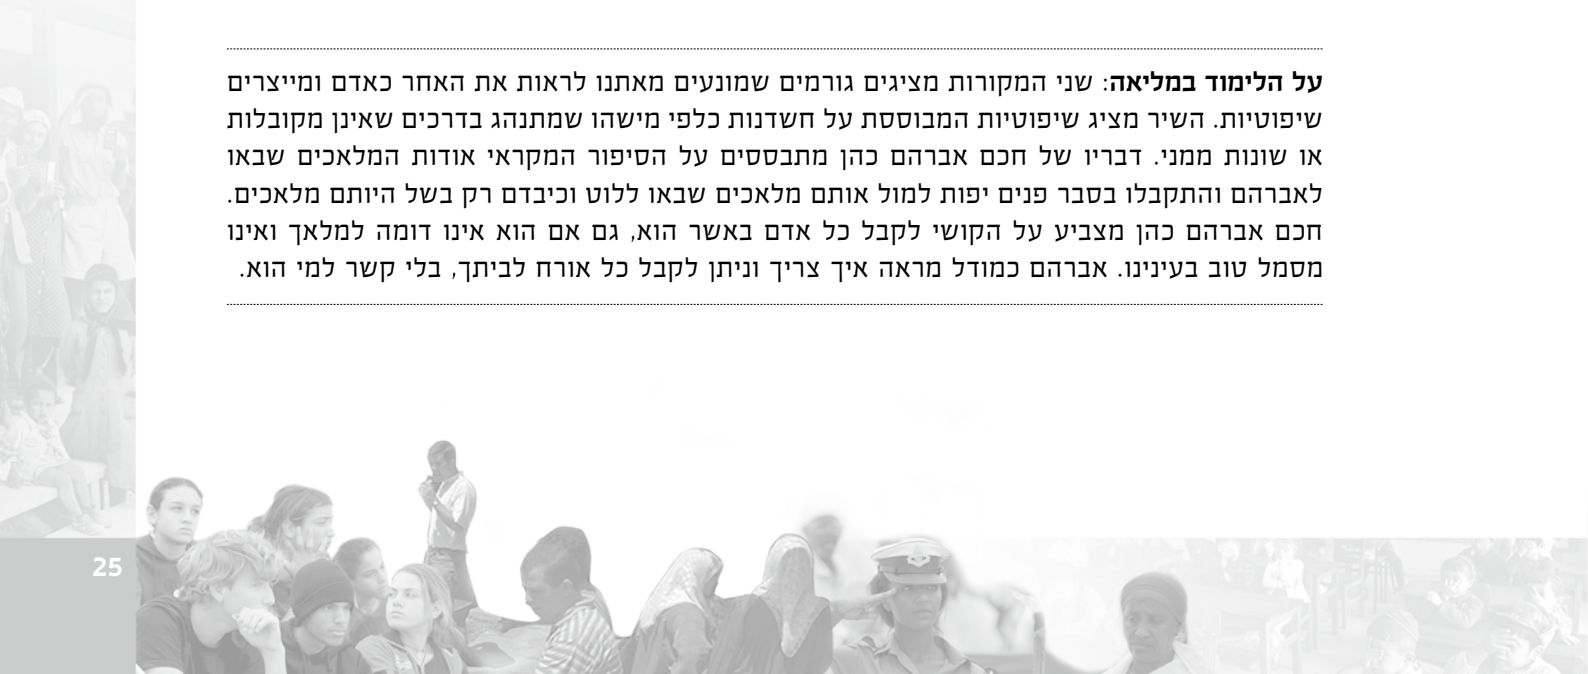 על הלימוד במליאה: שני המקורות מציגים גורמים שמונעים מאתנו לראות את האחר כאדם ומייצרים
שיפוטיות. השיר מציג שיפוטיות המבוססת על חשדנות כלפי מישהו שמתנהג בדרכים שאינן מקובלות
או שונות ממני. דבריו של חכם אברהם כהן מתבססים על הסיפור המקראי אודות המלאכים שבאו
לאברהם והתקבלו בסבר פנים יפות למול אותם מלאכים שבאו ללוט וכיבדם רק בשל היותם מלאכים.
חכם אברהם כהן מצביע על הקושי לקבל כל אדם באשר הוא, גם אם הוא אינו דומה למלאך ואינו
מסמל טוב בעינינו. אברהם כמודל מראה איך צריך וניתן לקבל כל אורח לביתך, בלי קשר למי הוא.
25